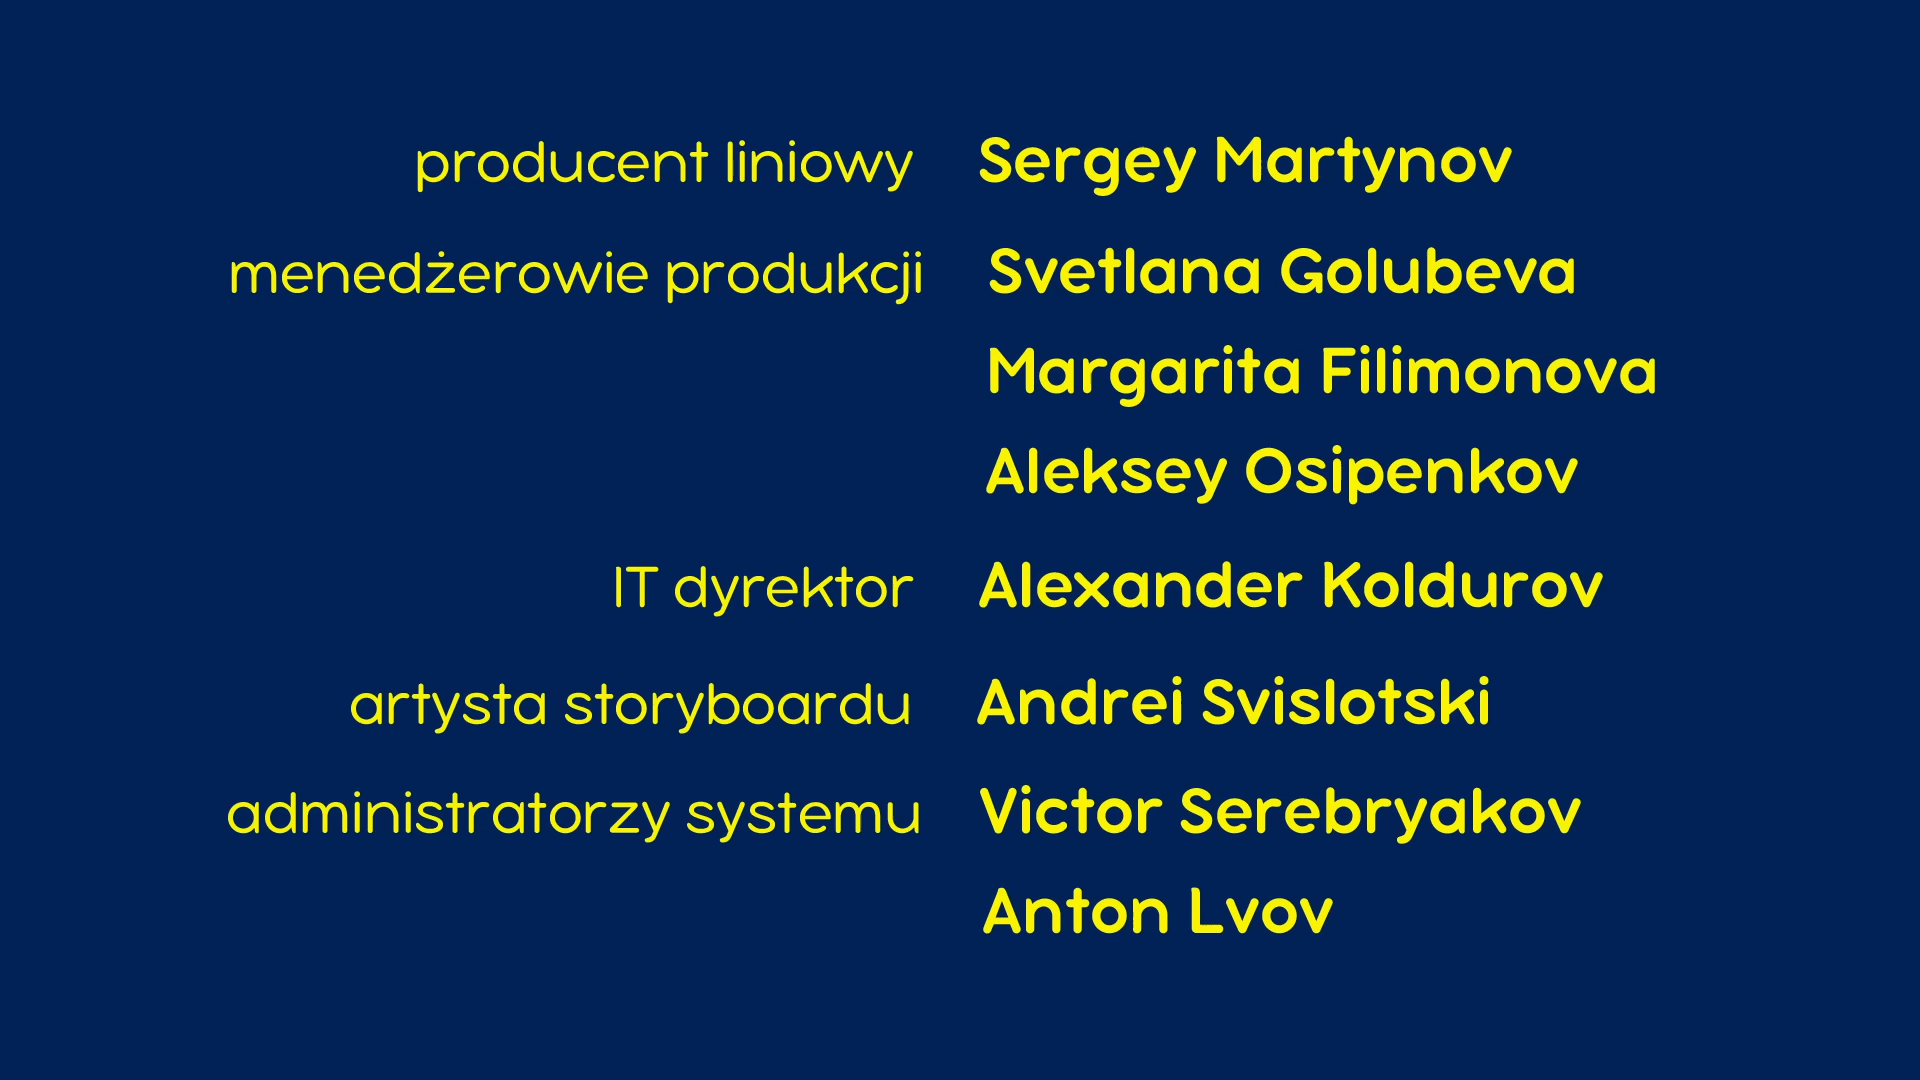 producent liniowy Sergey Martynov
menedżerowie produkcji Svetlana Golubeva
Margarita Filimonova
Aleksey Osipenkov
IT dyrektor Alexander Koldurov
artysta storyboardu Andrei Svislotski
administratorzy systemu Victor Serebryakov
Anton Lvov